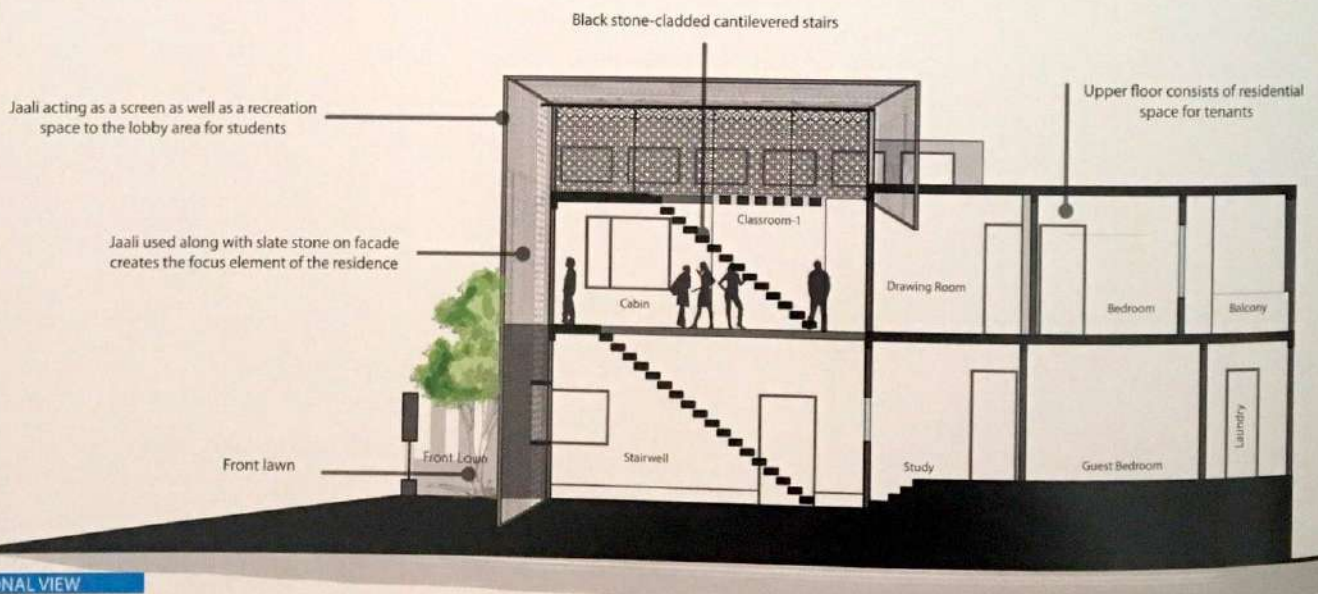 Black stone-cladded cantilevered stairs
Jaali acting as a screen as well as a recreation
space to the lobby area for students
Upper floor consists of residential
space for tenants
Classroom-1
Jaali used along with slate stone on facade
creates the focus element of the residence
Drawing Room
Cabin
Bedroom
Balcony
Front Lawn
Front lawn
Stairwell
Study
Guest Bedroom
Laundry
ONAL VIEW